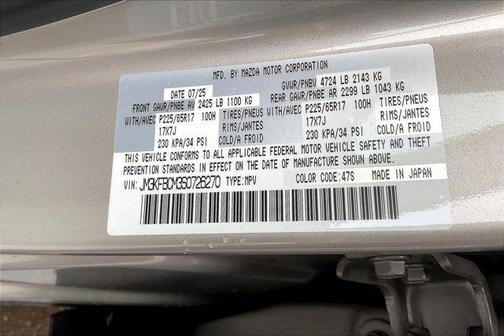 MFD. BY MAZDA MOTOR CORPORATION
DATE 07/25 GVWR/PNBV 4724 LB 2143 KG
FRONT GAWR/PNBE AV 2425 LB 1100 KG REAR GAWR/PNBE AR 2299 LB 1043 KG
WITH/AVEC P225/65R17 100H TIRES/PNEUS WITH/AVEC P225/65R17 100H TIRES/PNEUS
17X7J RIMS/JANTES 17X7J RIMS/JANTES
230 KPA/34 PSI COLD/A FROID 230 KPA/34 PSI COLD/A FROID
THIS VEHICLE CONFORMS TO ALL APPLICABLE FEDERAL MOTOR VEHICLE SAFETY AND THEFT
PREVENTION STANDARDS IN EFFECT ON THE DATE OF MANUFACTURE SHOWN ABOVE.
VIN: JM3KFBCM3S0726270 TYPE: MPV COLOR CODE: 47S MADE IN JAPAN